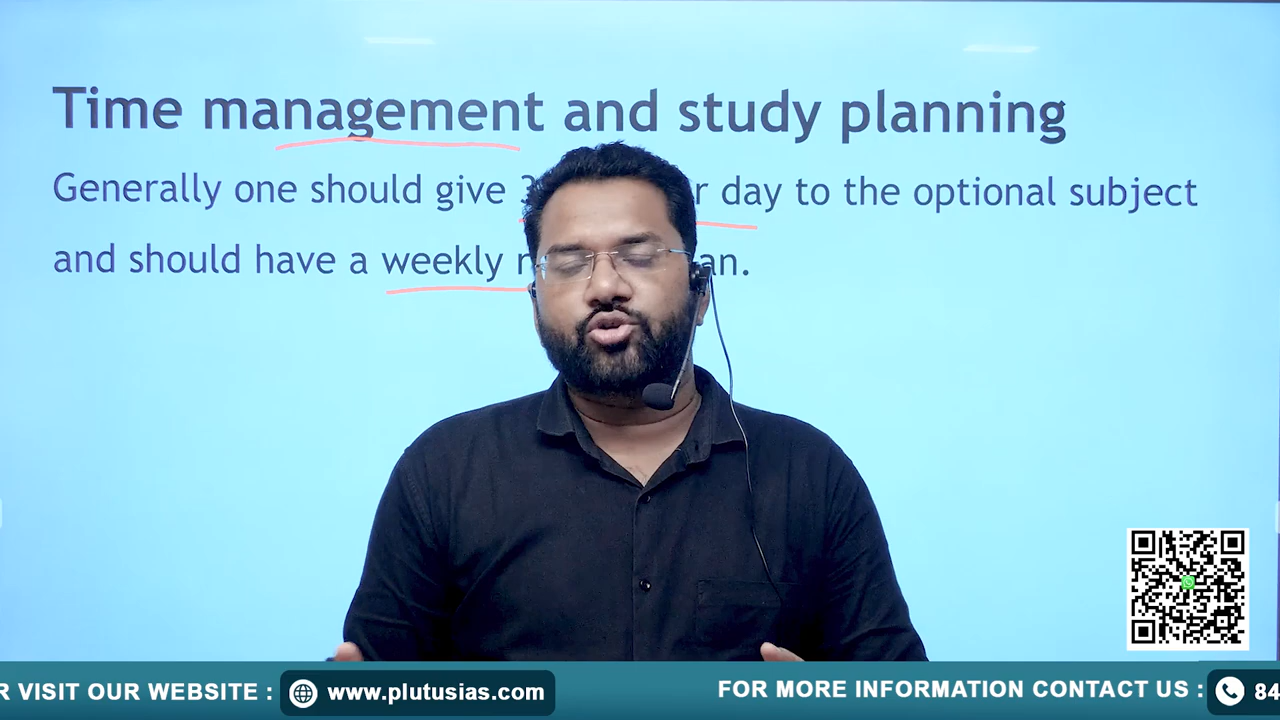 Time management and study planning
Generally one should give day to the optional subject
and should have a weekly
R VISIT OUR WEBSITE : www.plutusias.com
FOR MORE INFORMATION CONTACT US : 84